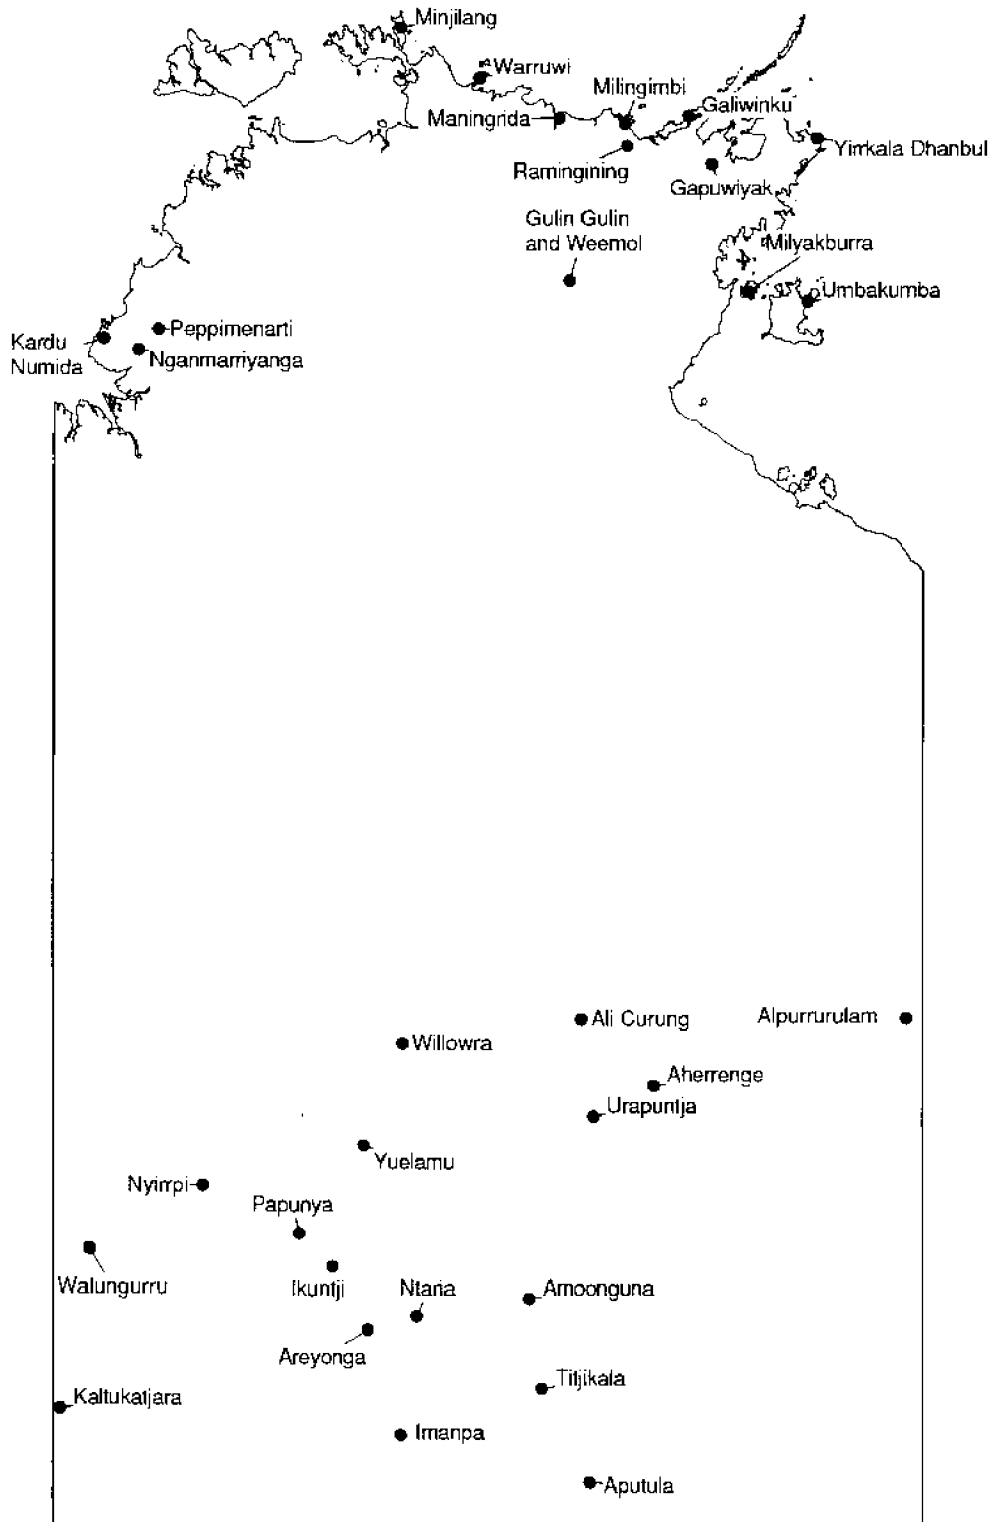 Minjilang
Warruwi
Milingimbi
Maningrida
Galiwinku
Yirrkala Dhanbul
Ramingining
Gapuwiyak
Gulin Gulin
and Weemol
Milyakburra
Umbakumba
Peppimenarti
Kardu
Numida
Nganmarriyanga
Ali Curung
Alpurrurulam
Willowra
Aherrenge
Urapuntja
Yuelamu
Nyirrpi
Papunya
Walungurru
Ikuntji
Ntaria
Amoonguna
Areyonga
Titjikala
Kaltukatjara
Imanpa
Aputula